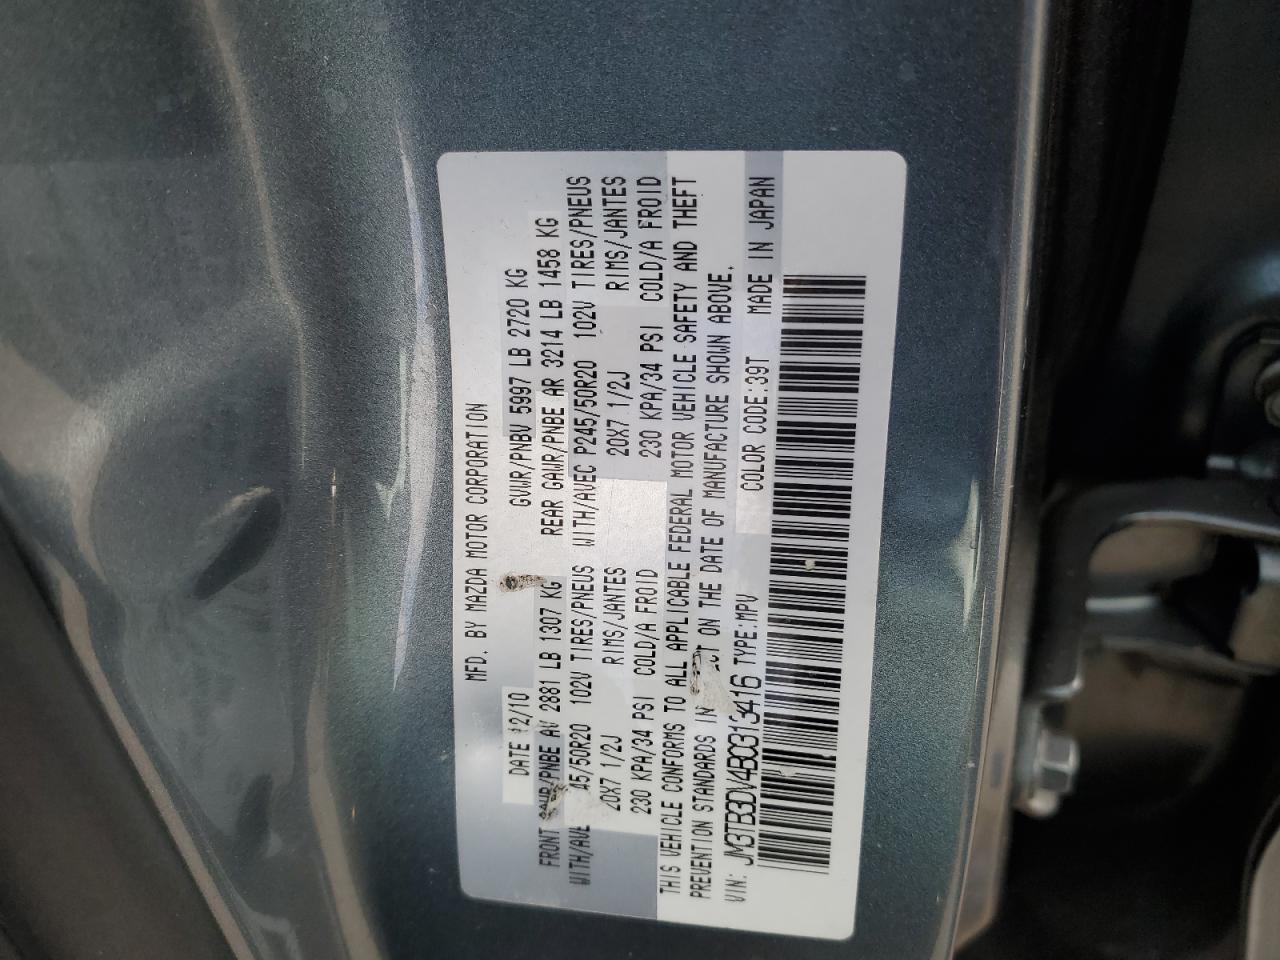 MFD. BY MAZDA MOTOR CORPORATION
DATE 12/10 GVWR/PNBV 5997 LB 2720 KG
FRONT GAWR/PNBE AV 2881 LB 1307 KG REAR GAWR/PNBE AR 3214 LB 1458 KG
45/50R20 102V TIRES/PNEUS WITH/AVEC P245/50R20 102V TIRES/PNEUS
20X7 1/2J RIMS/JANTES 20X7 1/2J RIMS/JANTES
230 KPA/34 PSI COLD/A FROID 230 KPA/34 PSI COLD/A FROID
THIS VEHICLE CONFORMS TO ALL APPLICABLE FEDERAL MOTOR VEHICLE SAFETY AND THEFT
PREVENTION STANDARDS IN ON THE DATE OF MANUFACTURE SHOWN ABOVE.
VIN: JM3TB3DV4B0313416 TYPE:MPV COLOR CODE:39T MADE IN JAPAN